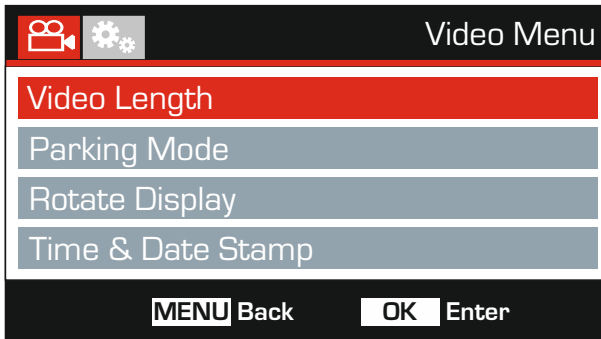 Video Menu
Video Length
Parking Mode
Rotate Display
Time & Date Stamp
MENU Back OK Enter